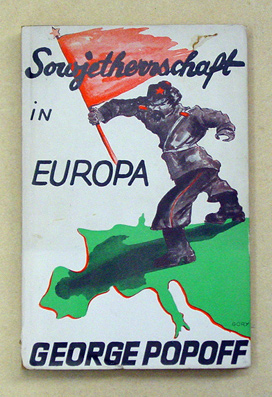 Sowjetherrschaft
in
EUROPA
GEORGE POPOFF